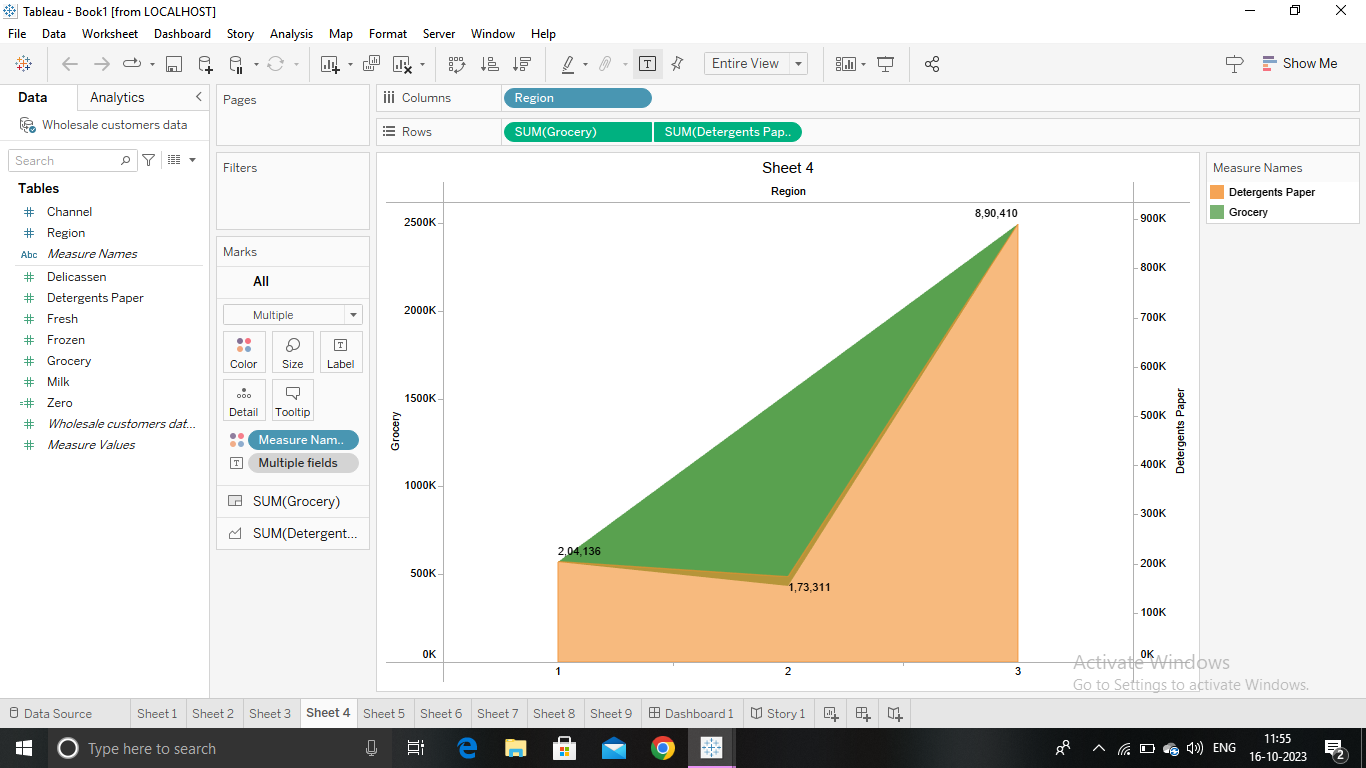 Tableau - Book1 [from LOCALHOST]
File Data Worksheet Dashboard Story Analysis Map Format Server Window Help
Entire View
Show Me
Data Analytics
Wholesale customers data
Search
Tables
Channel
Region
Abc Measure Names
Delicassen
Detergents Paper
Fresh
Frozen
Grocery
Milk
Zero
Wholesale customers dat...
Measure Values
Pages
Filters
Marks
All
Multiple
Color Size Label
Detail Tooltip
Measure Nam..
Multiple fields
SUM(Grocery)
SUM(Detergent...
Columns Region
Rows SUM(Grocery) SUM(Detergents Pap..
Sheet 4
Region
2500K
2000K
1500K
1000K
500K
0K
Grocery
8,90,410
2,04,136
1,73,311
1 2 3
900K
800K
700K
600K
500K
400K
300K
200K
100K
0K
Detergents Paper
Measure Names
Detergents Paper
Grocery
Activate Windows
Go to Settings to activate Windows.
Data Source Sheet 1 Sheet 2 Sheet 3 Sheet 4 Sheet 5 Sheet 6 Sheet 7 Sheet 8 Sheet 9 Dashboard 1 Story 1
Type here to search
ENG
11:55
16-10-2023
2